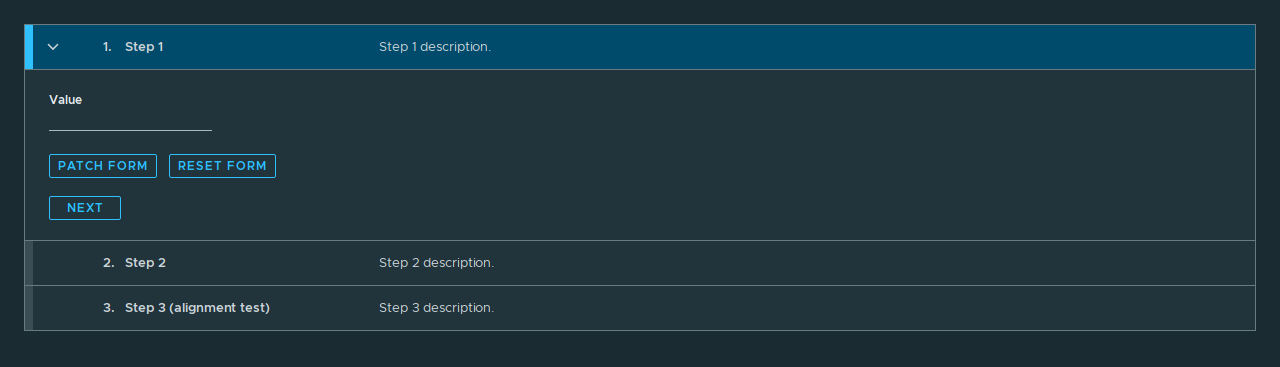 1. Step 1 Step 1 description.
Value
PATCH FORM RESET FORM
NEXT
2. Step 2 Step 2 description.
3. Step 3 (alignment test) Step 3 description.